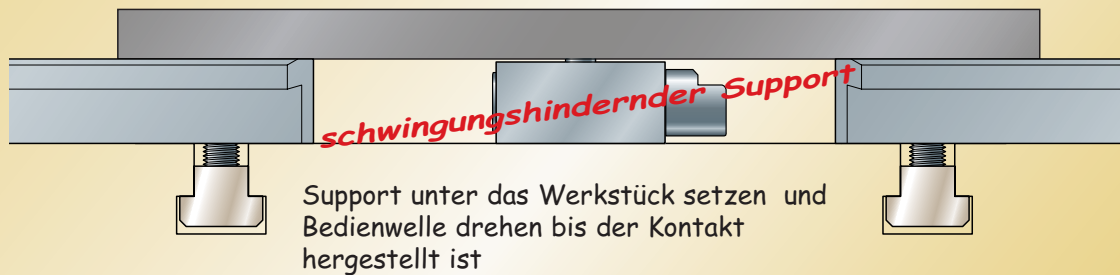 schwingungshindernder Support
Support unter das Werkstück setzen und
Bedienwelle drehen bis der Kontakt
hergestellt ist